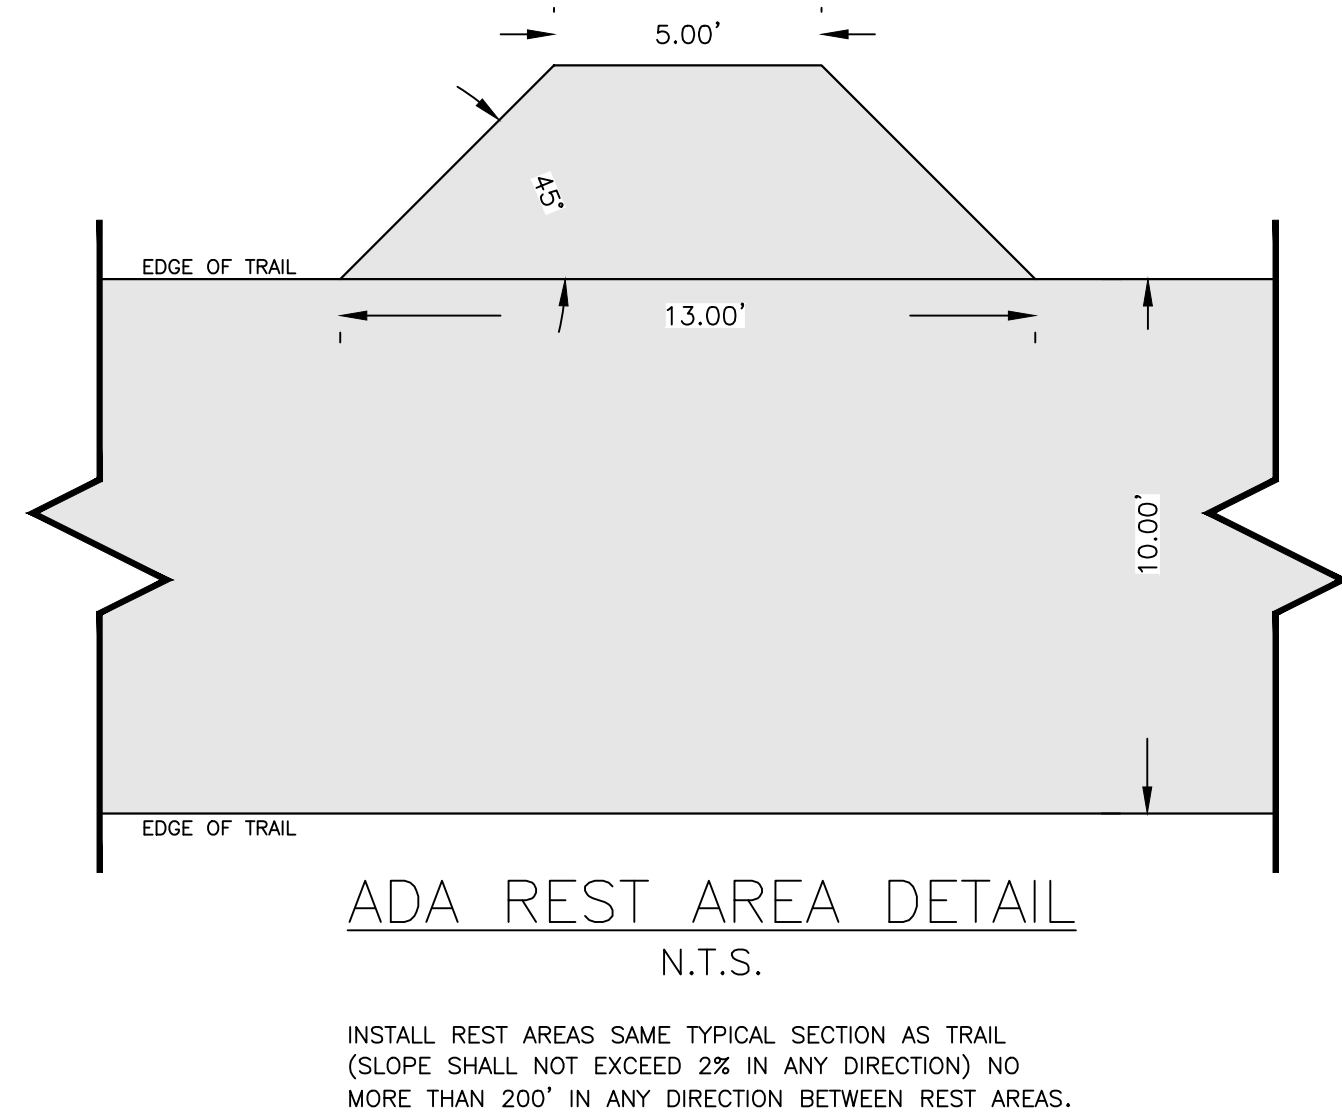 5.00'
45°
EDGE OF TRAIL
13.00'
10.00'
EDGE OF TRAIL
ADA REST AREA DETAIL
N.T.S.
INSTALL REST AREAS SAME TYPICAL SECTION AS TRAIL
(SLOPE SHALL NOT EXCEED 2% IN ANY DIRECTION) NO
MORE THAN 200' IN ANY DIRECTION BETWEEN REST AREAS.